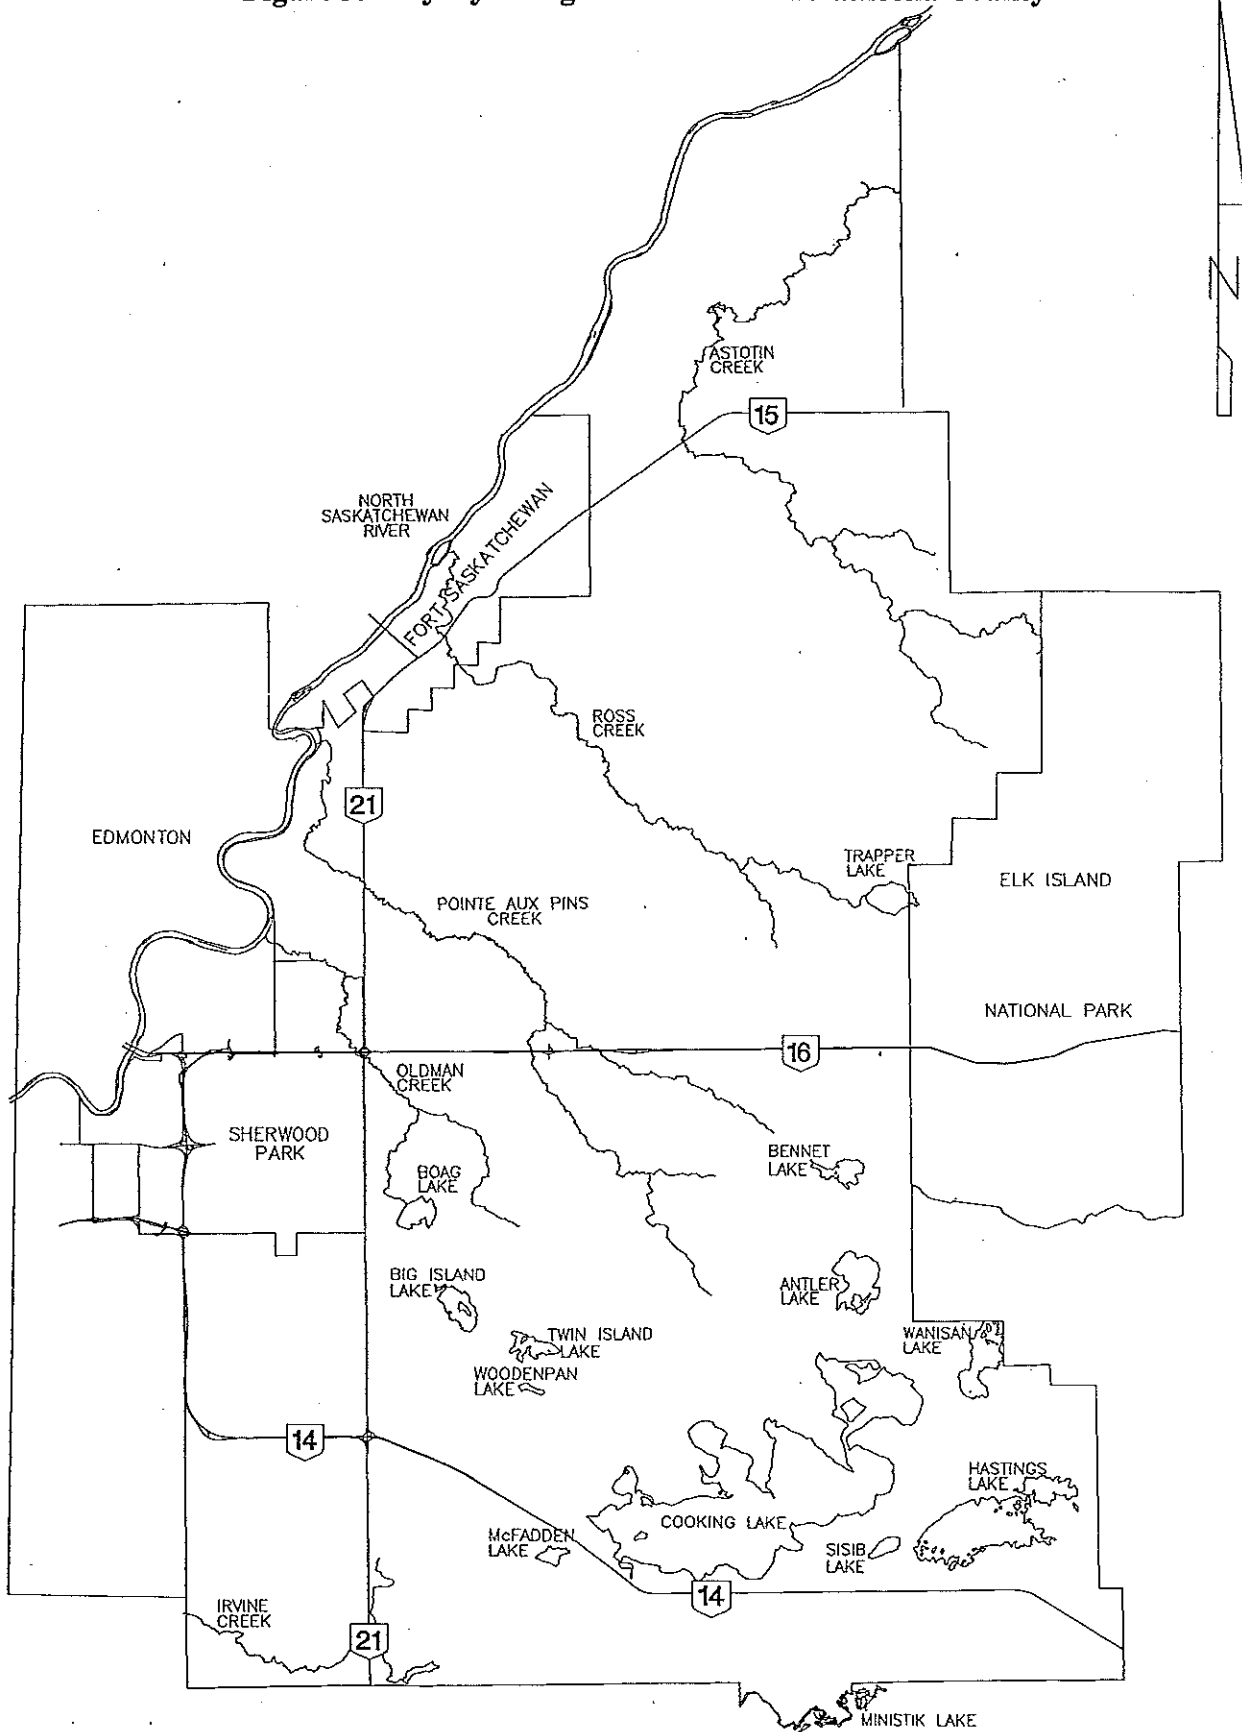 ASTOTIN
CREEK
15
NORTH
SASKATCHEWAN
RIVER
FORT SASKATCHEWAN
N
ROSS
CREEK
21
EDMONTON
TRAPPER
LAKE
ELK ISLAND
POINTE AUX PINS
CREEK
NATIONAL PARK
16
OLDMAN
CREEK
SHERWOOD
PARK
BENNET
LAKE
BOAG
LAKE
BIG ISLAND
LAKE
ANTLER
LAKE
TWIN ISLAND
LAKE
WANISAN
LAKE
WOODENPAN
LAKE
14
HASTINGS
LAKE
COOKING LAKE
McFADDEN
LAKE
SISIB
LAKE
14
IRVINE
CREEK
21
MINISTIK LAKE